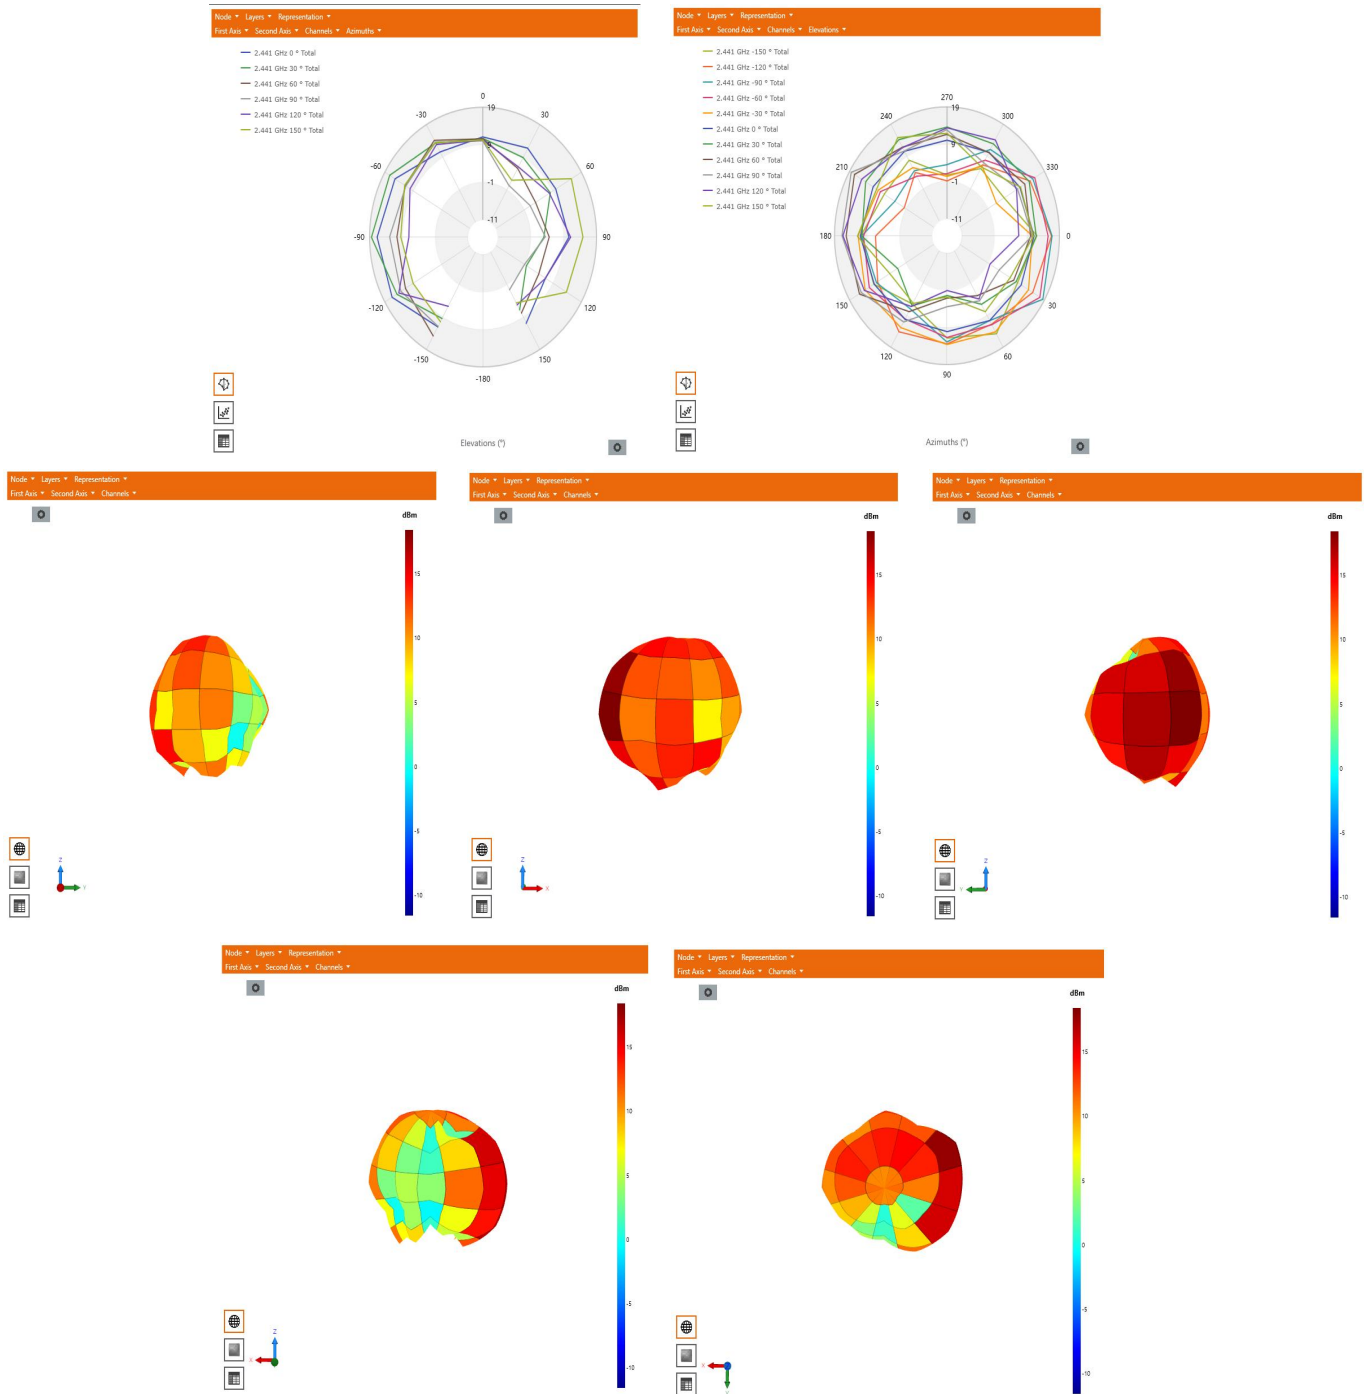 Node Layers Representation
First Axis Second Axis Channels Azimuths
2.441 GHz 0 ° Total
2.441 GHz 30 ° Total
2.441 GHz 60 ° Total
2.441 GHz 90 ° Total
2.441 GHz 120 ° Total
2.441 GHz 150 ° Total
0
19
-30
30
9
-60
60
-1
-11
-90
90
-120
120
-150
150
-180
Elevations (°)
Node Layers Representation
First Axis Second Axis Channels Elevations
2.441 GHz -150 ° Total
2.441 GHz -120 ° Total
2.441 GHz -90 ° Total
2.441 GHz -60 ° Total
2.441 GHz -30 ° Total
2.441 GHz 0 ° Total
2.441 GHz 30 ° Total
2.441 GHz 60 ° Total
2.441 GHz 90 ° Total
2.441 GHz 120 ° Total
2.441 GHz 150 ° Total
270
19
240
300
9
210
330
-1
-11
180
0
150
30
120
60
90
Azimuths (°)
Node Layers Representation
First Axis Second Axis Channels
dBm
15
10
5
0
-5
-10
Z
Y
Node Layers Representation
First Axis Second Axis Channels
dBm
15
10
5
0
-5
-10
Z
X
Node Layers Representation
First Axis Second Axis Channels
dBm
15
10
5
0
-5
-10
Z
Y
Node Layers Representation
First Axis Second Axis Channels
dBm
15
10
5
0
-5
-10
Z
X
Node Layers Representation
First Axis Second Axis Channels
dBm
15
10
5
0
-5
-10
X